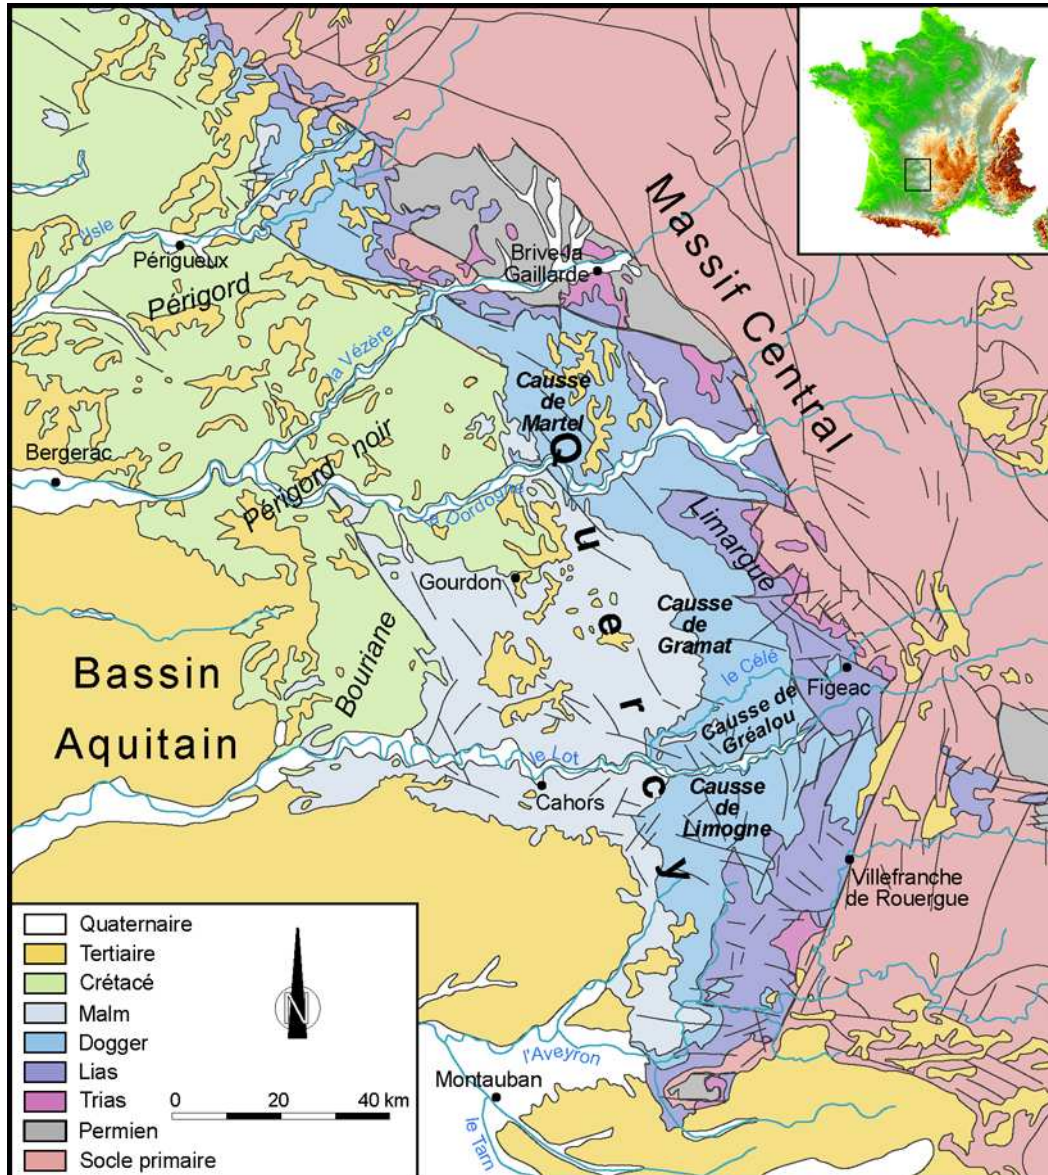 Massif Central
l'Isle
Périgueux
Périgord
Brive-la
Gaillarde
la Vézère
Causse
de
Martel
Bergerac
Périgord noir
la Dordogne
Quercy
Limargue
Gourdon
Causse
de
Gramat
Bouriane
le Célé
Figeac
Bassin
Aquitain
Causse de
Gréalou
le Lot
Cahors
Causse
de
Limogne
Villefranche
de Rouergue
Quaternaire
Tertiaire
Crétacé
Malm
Dogger
Lias
Trias
Permien
Socle primaire
N
0 20 40 km
l'Aveyron
Montauban
le Tarn